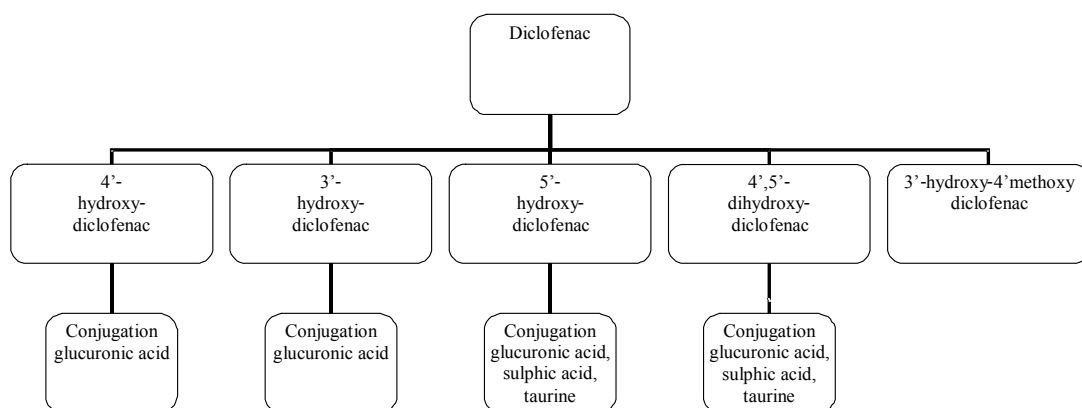 Diclofenac
4’-
hydroxy-
diclofenac
3’-
hydroxy-
diclofenac
5’-
hydroxy-
diclofenac
4’,5’-
dihydroxy-
diclofenac
3’-hydroxy-4’methoxy
diclofenac
Conjugation
glucuronic acid
Conjugation
glucuronic acid
Conjugation
glucuronic acid,
sulphic acid,
taurine
Conjugation
glucuronic acid,
sulphic acid,
taurine